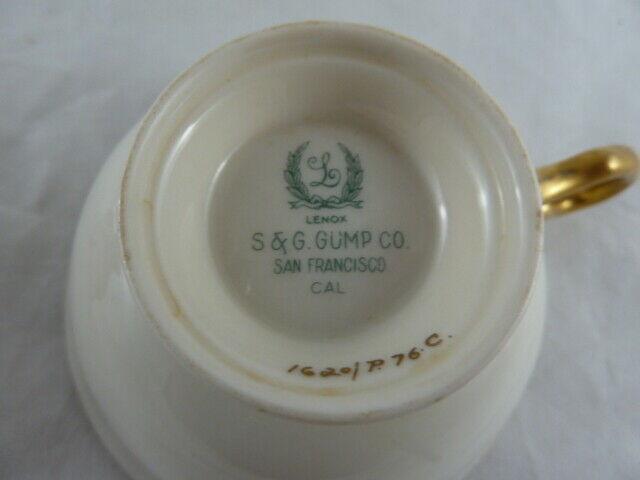 L
LENOX
S & G. GUMP CO.
SAN FRANCISCO
CAL
1620/P.76.C.